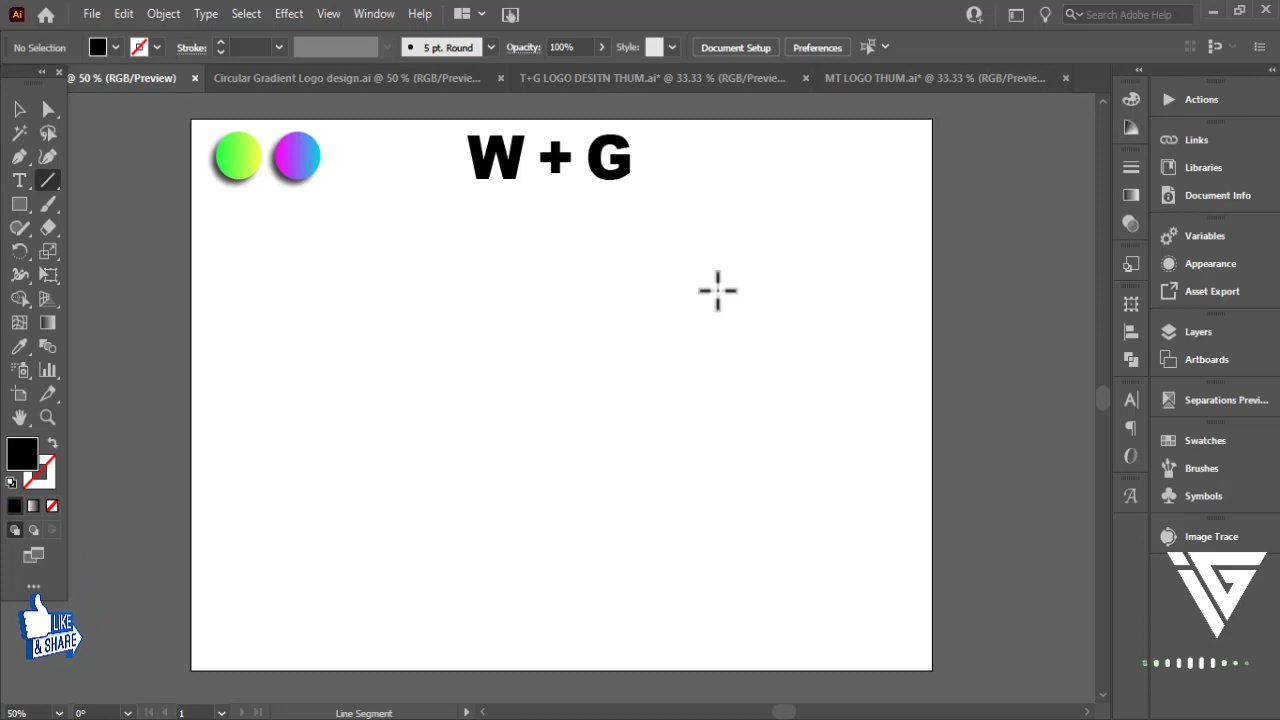 Ai File Edit Object Type Select Effect View Window Help Search Adobe Help
No Selection Stroke: 5 pt. Round Opacity: 100% Style: Document Setup Preferences
@ 50 % (RGB/Preview) Circular Gradient Logo design.ai @ 50 % (RGB/Previe... T+G LOGO DESITN THUM.ai* @ 33.33 % (RGB/Previe... MT LOGO THUM.ai* @ 33.33 % (RGB/Previe...
W + G
Actions
Links
Libraries
Document Info
Variables
Appearance
Asset Export
Layers
Artboards
Separations Previ...
Swatches
Brushes
Symbols
Image Trace
LIKE
& SHARE
50% 0° 1 Line Segment